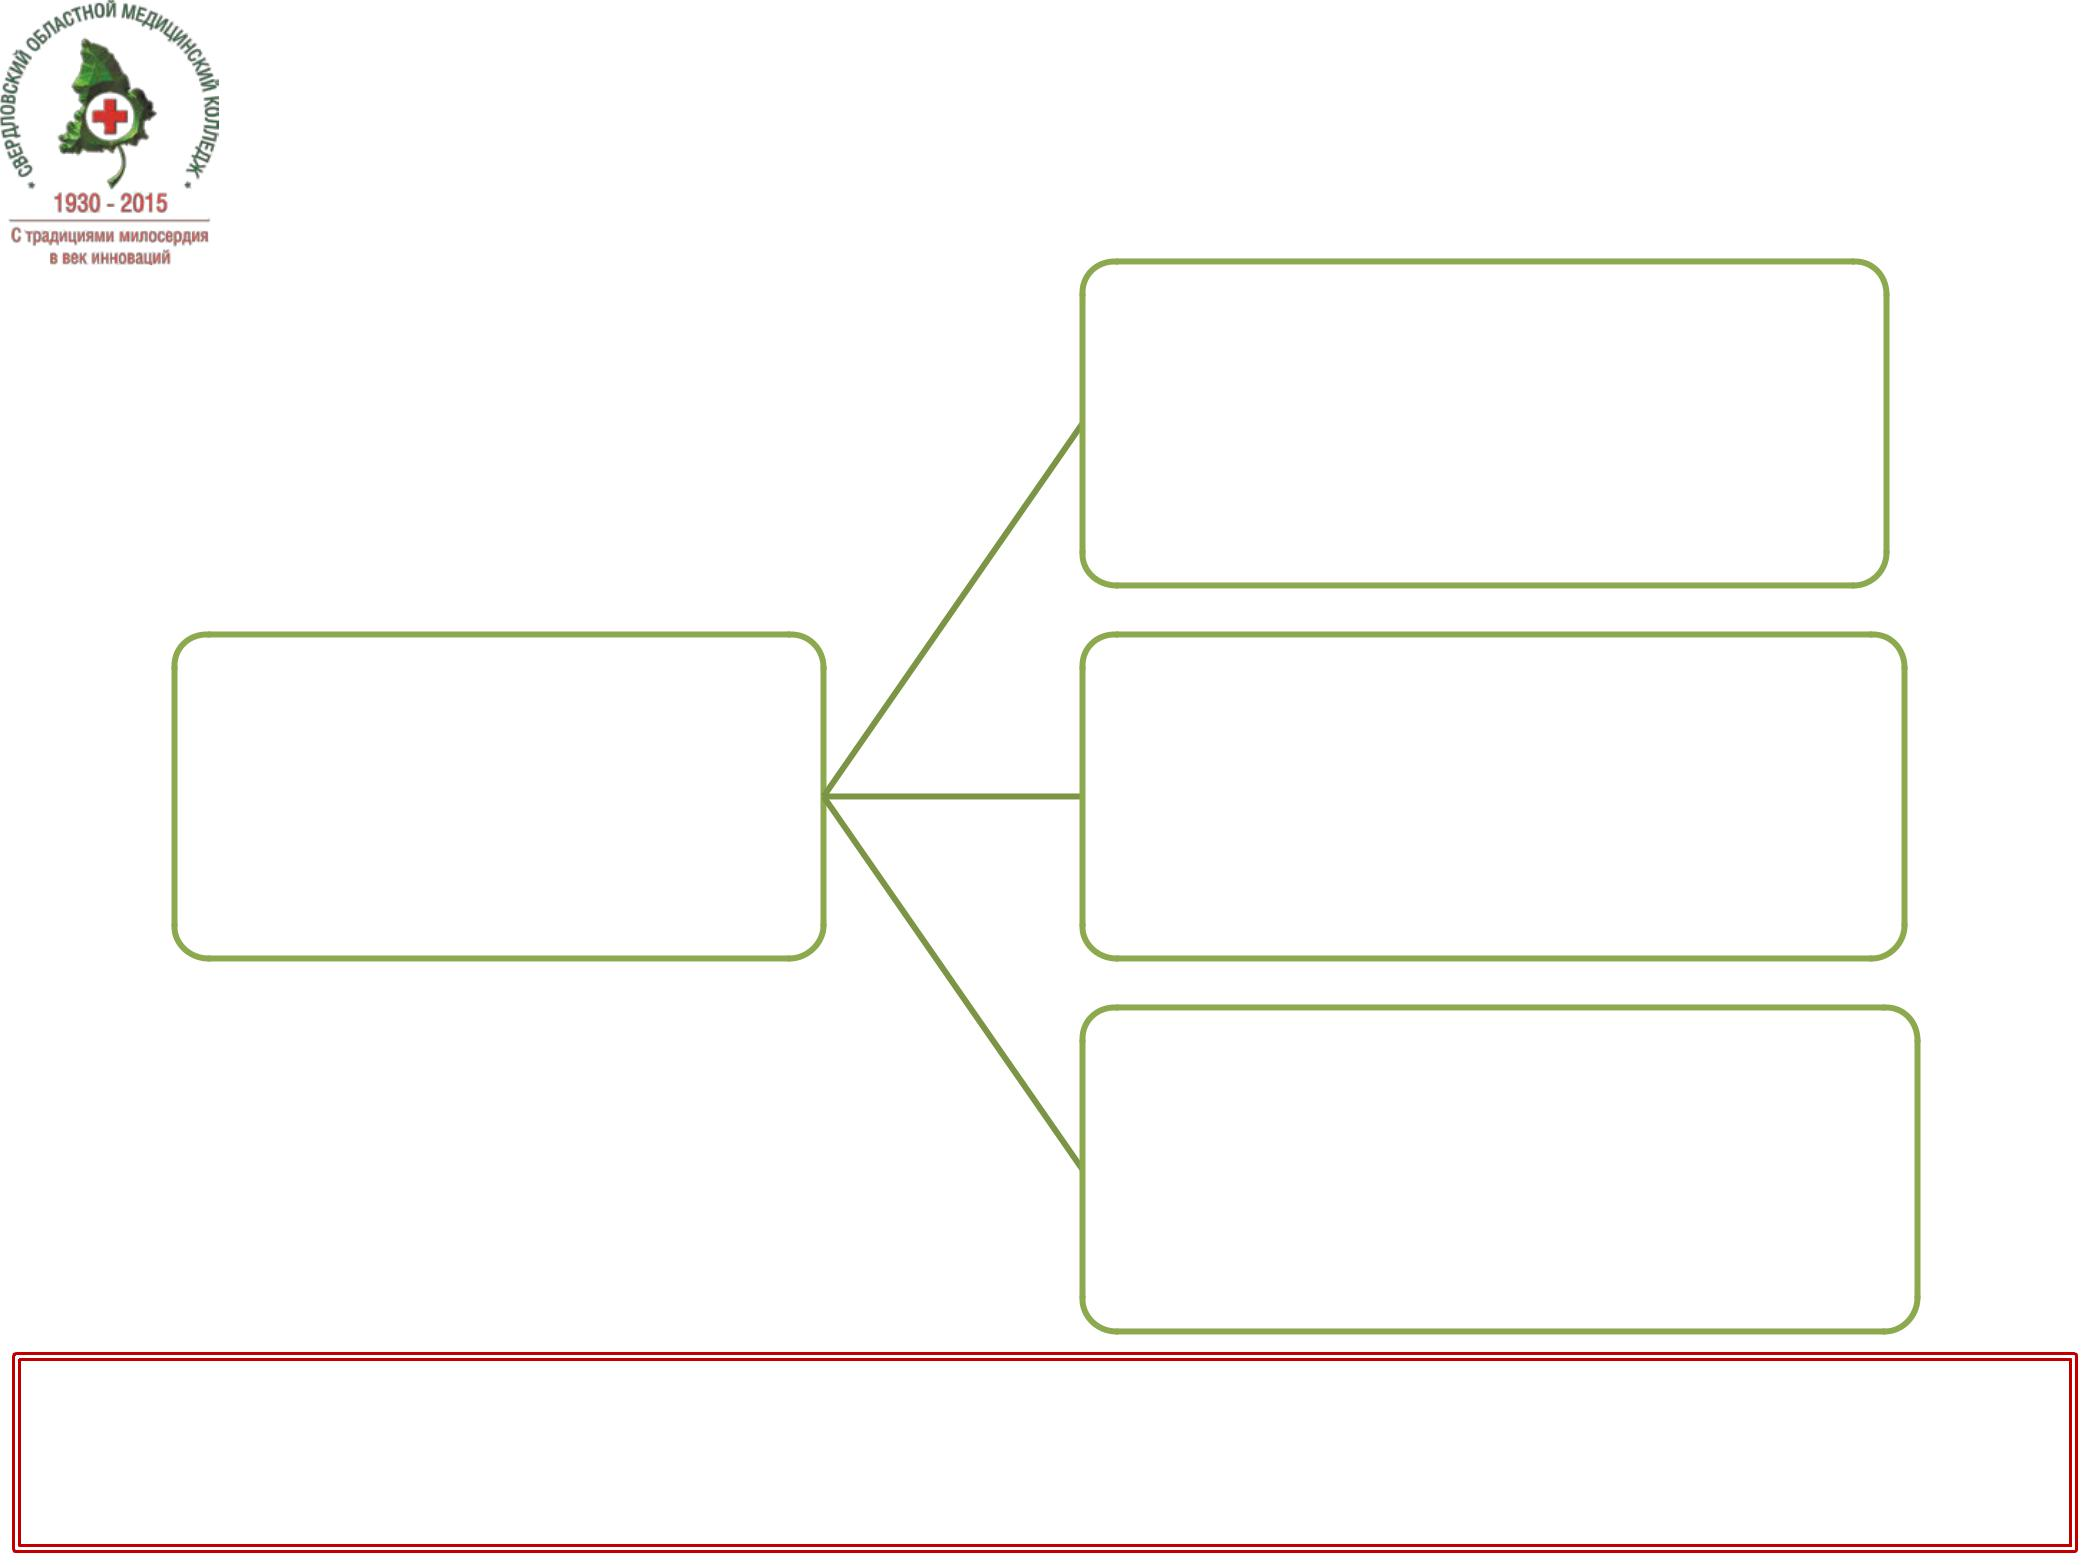 * СВЕРДЛОВСКИЙ ОБЛАСТНОЙ МЕДИЦИНСКИЙ КОЛЛЕДЖ *
1930 - 2015
С традициями милосердия
в век инноваций